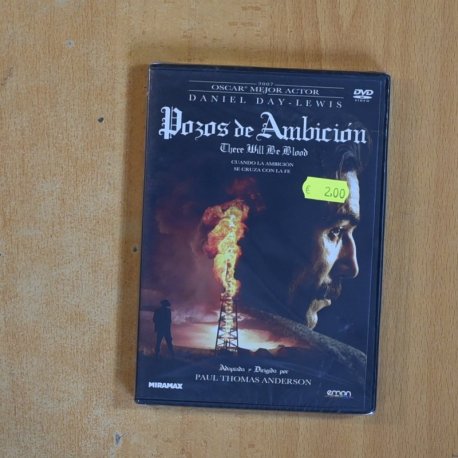 2007
OSCAR® MEJOR ACTOR
DVD
VIDEO
DANIEL DAY-LEWIS
Pozos de Ambición
There Will Be Blood
CUANDO LA AMBICIÓN
SE CRUZA CON LA FE
€ 2,00
Adaptada y Dirigida por
PAUL THOMAS ANDERSON
MIRAMAX
emon